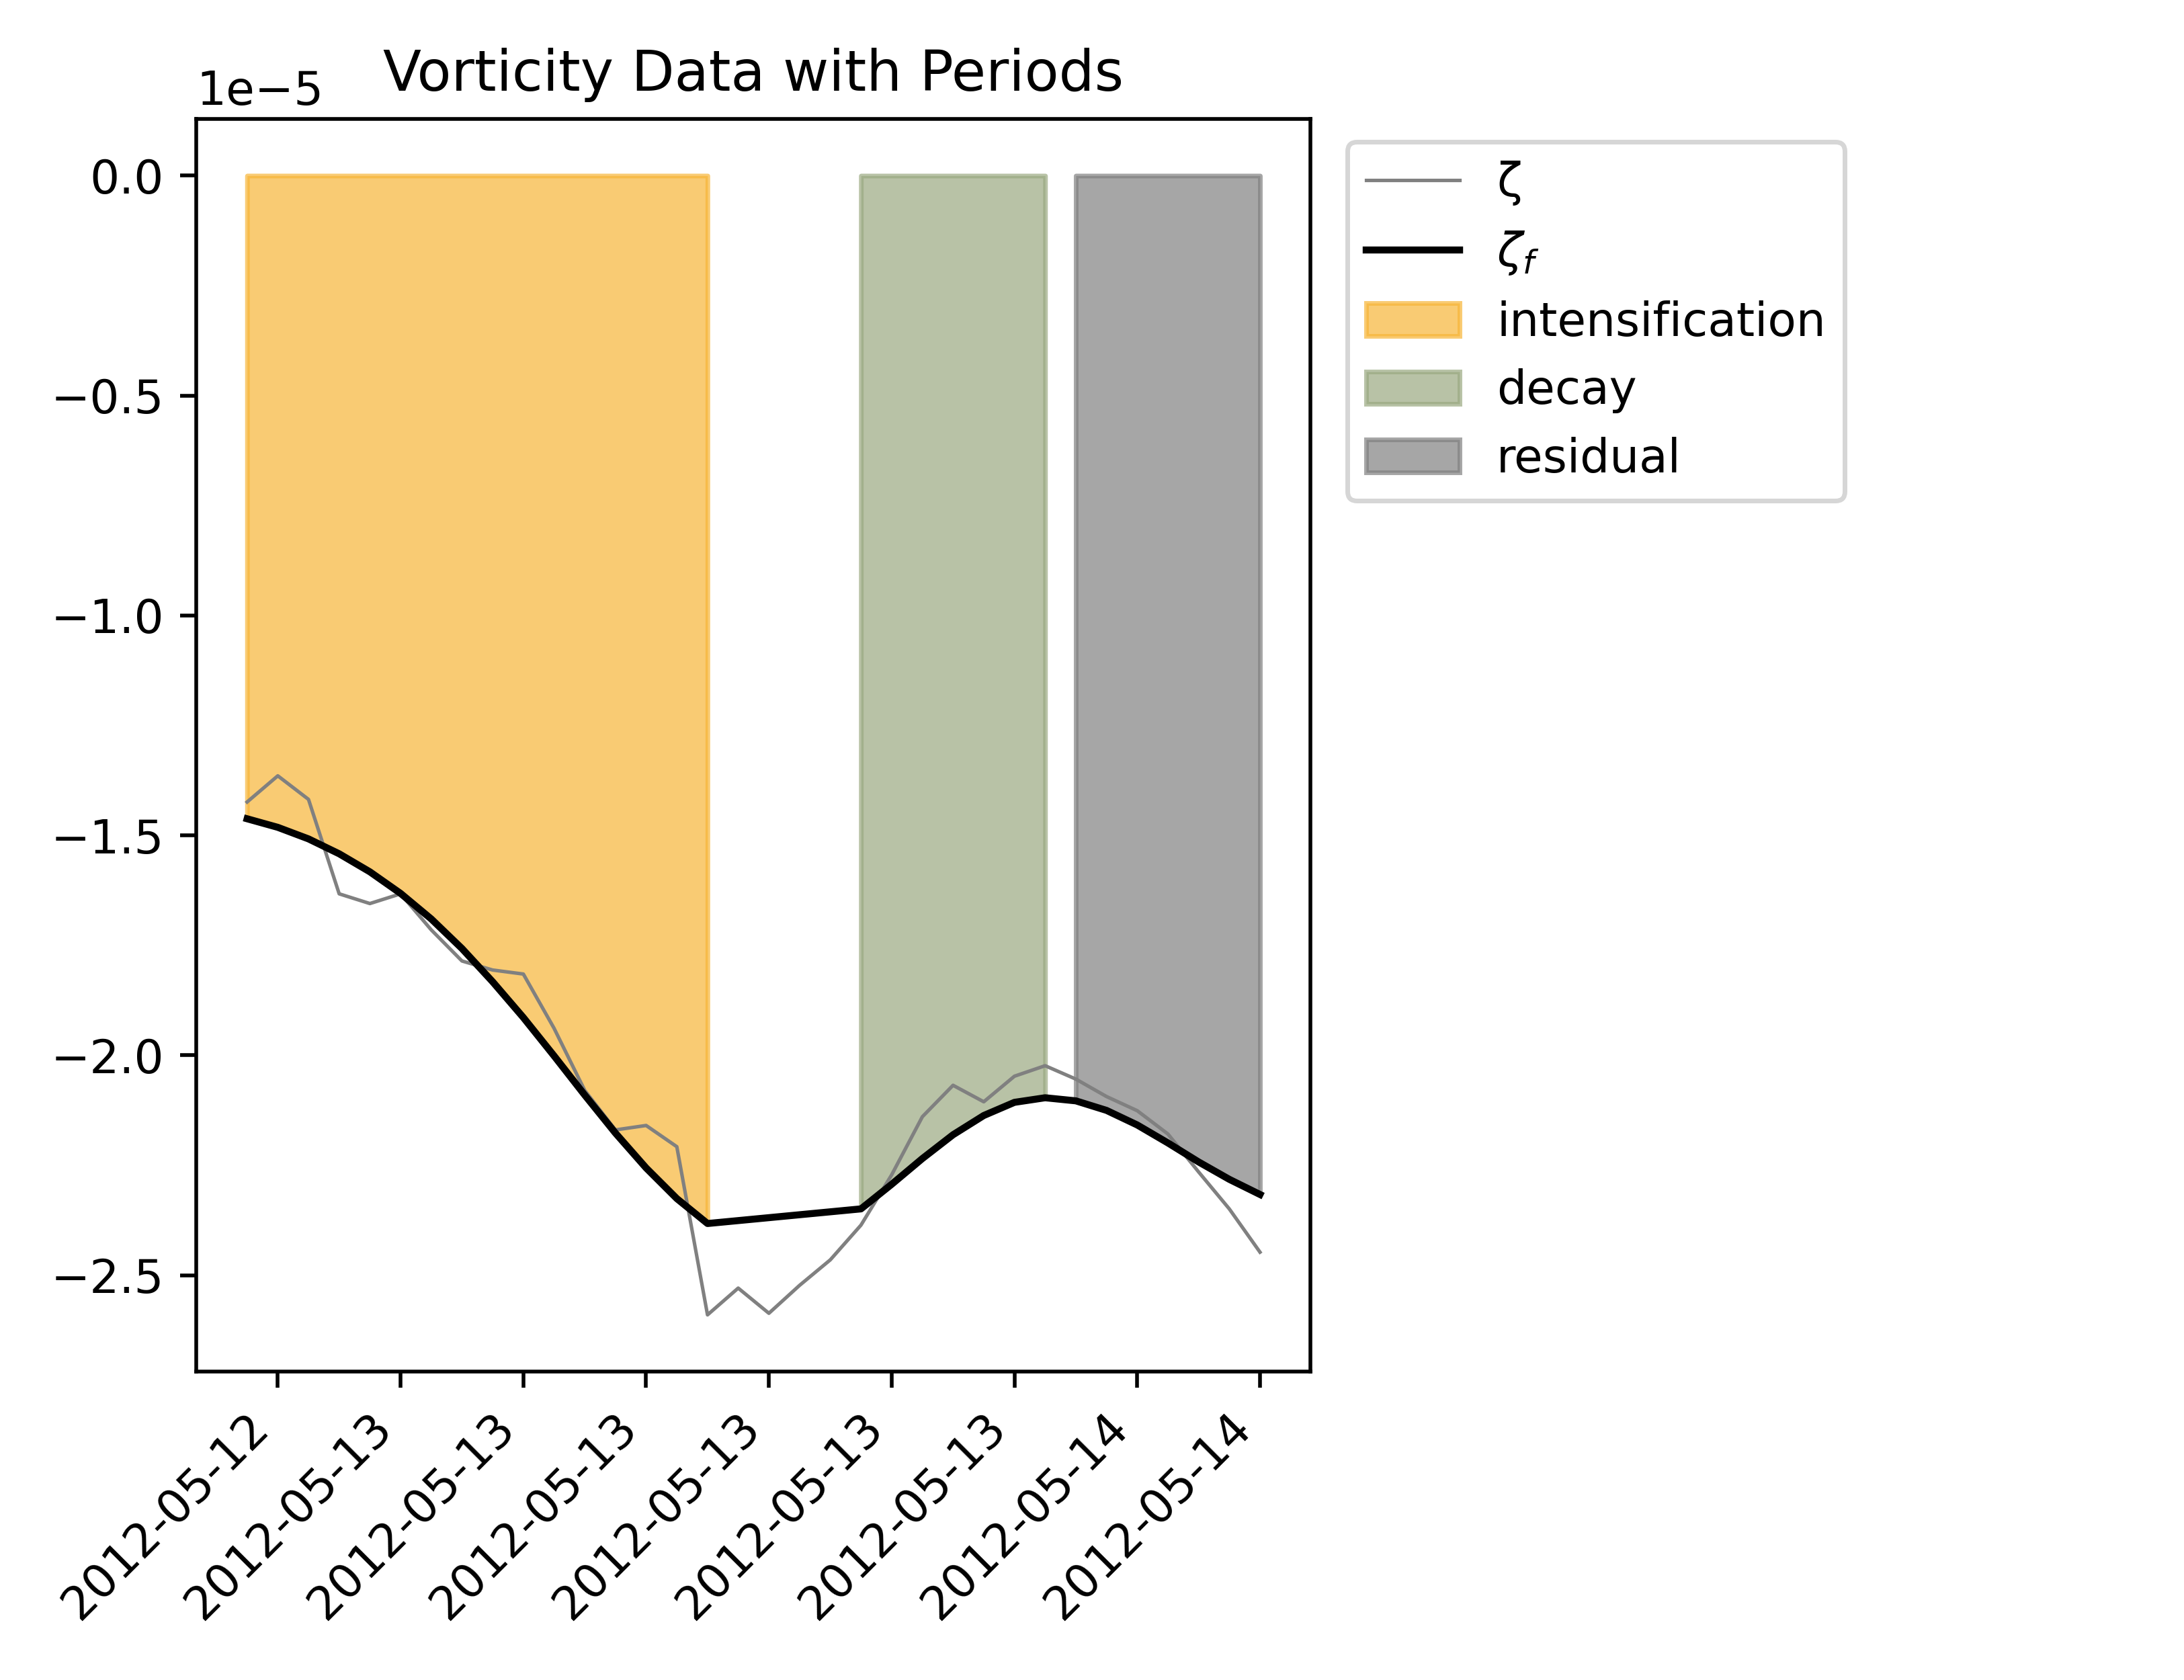 Vorticity Data with Periods
1e−5
0.0
−0.5
−1.0
−1.5
−2.0
−2.5
2012-05-12
2012-05-13
2012-05-13
2012-05-13
2012-05-13
2012-05-13
2012-05-13
2012-05-14
2012-05-14
ζ
ζf
intensification
decay
residual